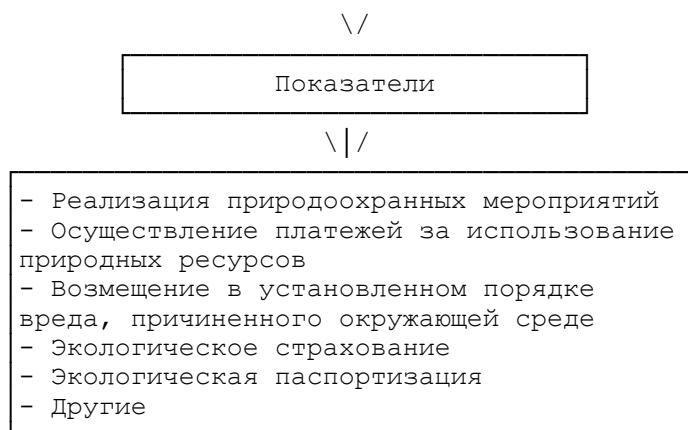 Показатели
- Реализация природоохранных мероприятий
- Осуществление платежей за использование
природных ресурсов
- Возмещение в установленном порядке
вреда, причиненного окружающей среде
- Экологическое страхование
- Экологическая паспортизация
- Другие